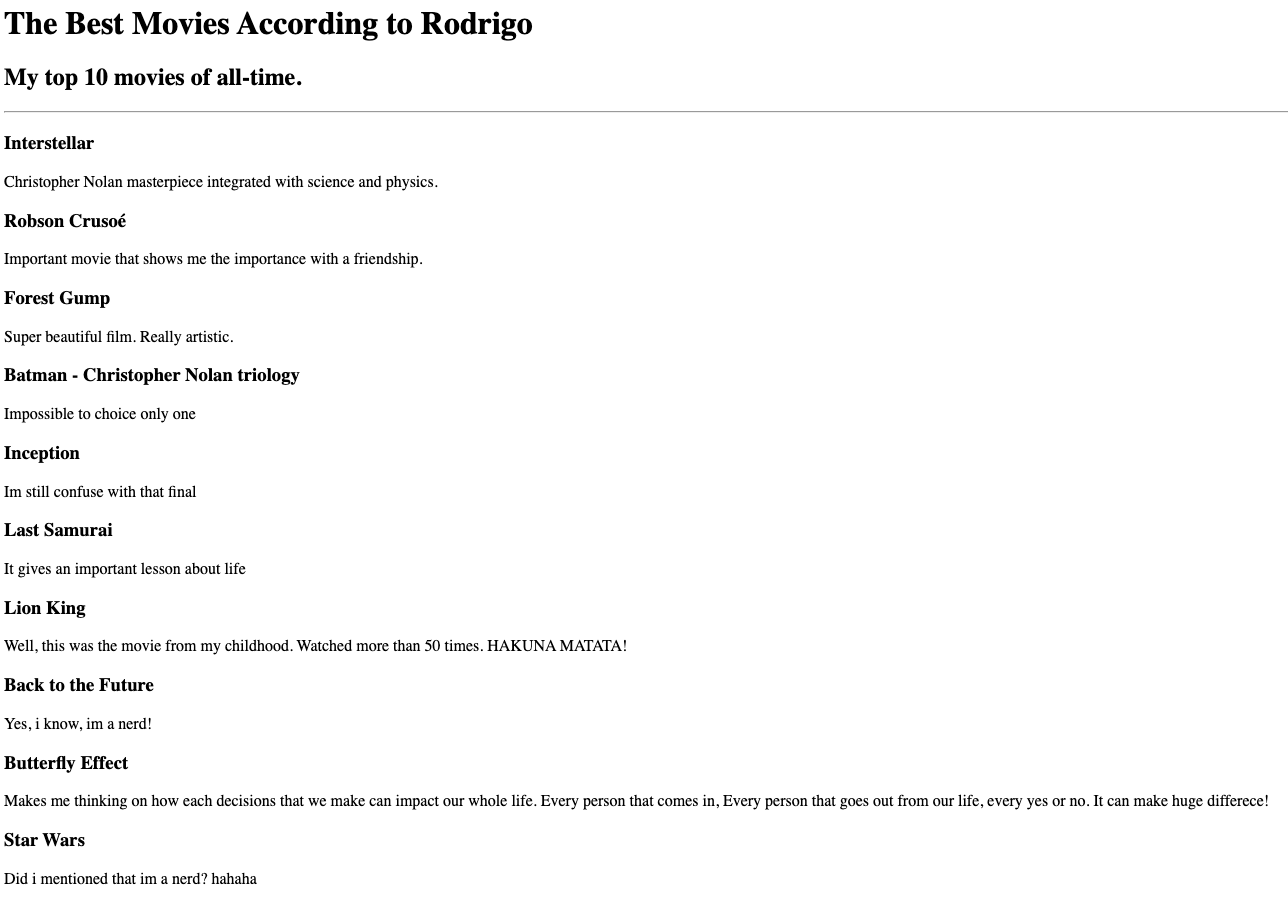 The Best Movies According to Rodrigo
My top 10 movies of all-time.
Interstellar
Christopher Nolan masterpiece integrated with science and physics.
Robson Crusoé
Important movie that shows me the importance with a friendship.
Forest Gump
Super beautiful film. Really artistic.
Batman - Christopher Nolan triology
Impossible to choice only one
Inception
Im still confuse with that final
Last Samurai
It gives an important lesson about life
Lion King
Well, this was the movie from my childhood. Watched more than 50 times. HAKUNA MATATA!
Back to the Future
Yes, i know, im a nerd!
Butterfly Effect
Makes me thinking on how each decisions that we make can impact our whole life. Every person that comes in, Every person that goes out from our life, every yes or no. It can make huge differece!
Star Wars
Did i mentioned that im a nerd? hahaha